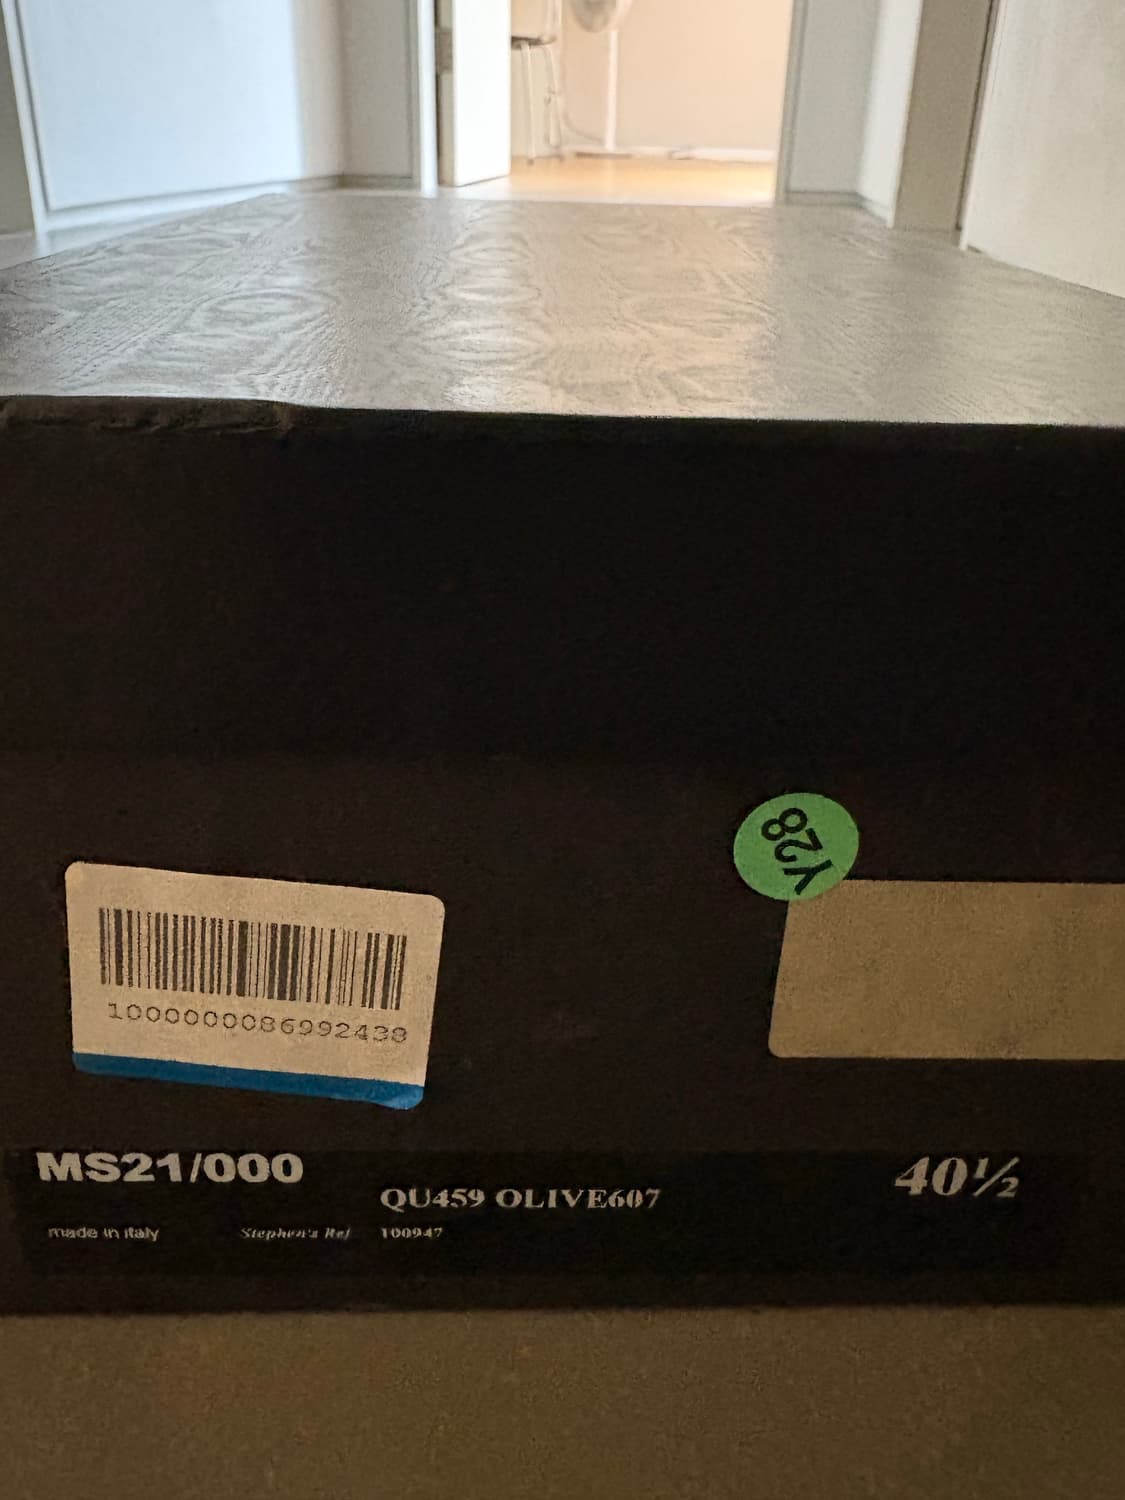 Y28
1000000086992438
MS21/000
QU459 OLIVE607
40½
made in italy
Stephen's Ref
100947